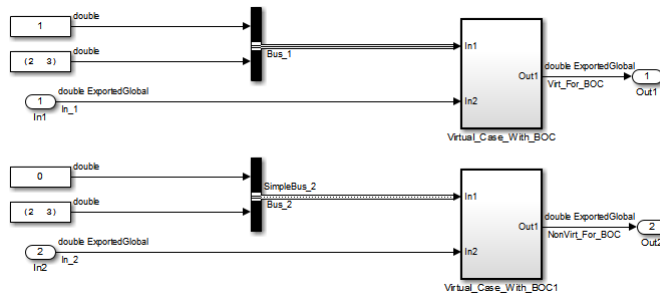 double
1
double
(2 3)
Bus_1
In1
double ExportedGlobal
1
In_1
In1
In2
Out1
double ExportedGlobal
Virt_For_BOC
1
Out1
Virtual_Case_With_BOC
double
0
SimpleBus_2
double
(2 3)
Bus_2
In1
double ExportedGlobal
2
In_2
In2
In2
Out1
double ExportedGlobal
NonVirt_For_BOC
2
Out2
Virtual_Case_With_BOC1